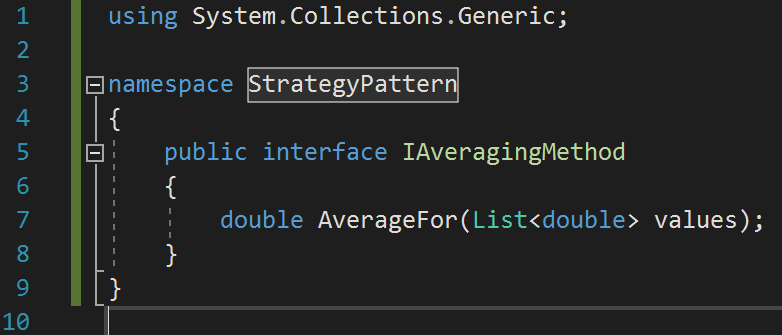 1 using System.Collections.Generic;
2
3 namespace StrategyPattern
4 {
5 public interface IAveragingMethod
6 {
7 double AverageFor(List<double> values);
8 }
9 }
10